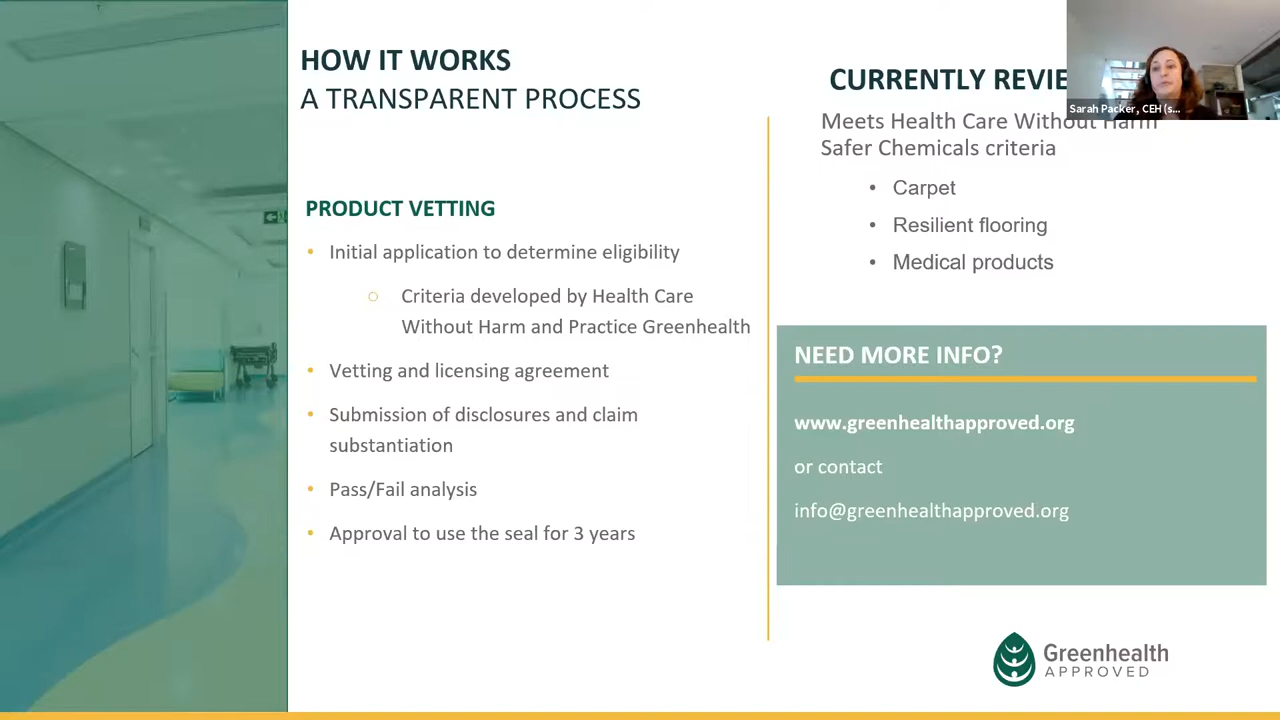 HOW IT WORKS
A TRANSPARENT PROCESS
PRODUCT VETTING
• Initial application to determine eligibility
○ Criteria developed by Health Care
Without Harm and Practice Greenhealth
• Vetting and licensing agreement
• Submission of disclosures and claim
substantiation
• Pass/Fail analysis
• Approval to use the seal for 3 years
CURRENTLY REVIE
Sarah Packer, CEH (s...
Meets Health Care Without Harm
Safer Chemicals criteria
• Carpet
• Resilient flooring
• Medical products
NEED MORE INFO?
www.greenhealthapproved.org
or contact
info@greenhealthapproved.org
Greenhealth
APPROVED